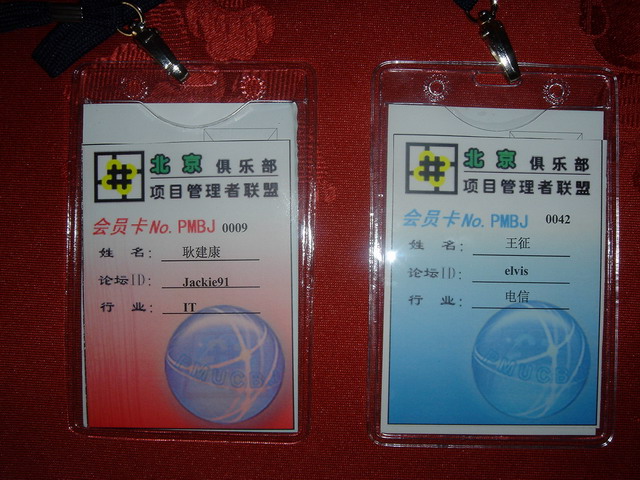 北京 俱乐部
项目管理者联盟
会员卡No. PMBJ 0009
姓 名: 耿建康
论坛ID: Jackie91
行 业: IT
PMUCB
北京 俱乐部
项目管理者联盟
会员卡No. PMBJ 0042
姓 名: 王征
论坛ID: elvis
行 业: 电信
PMUCB